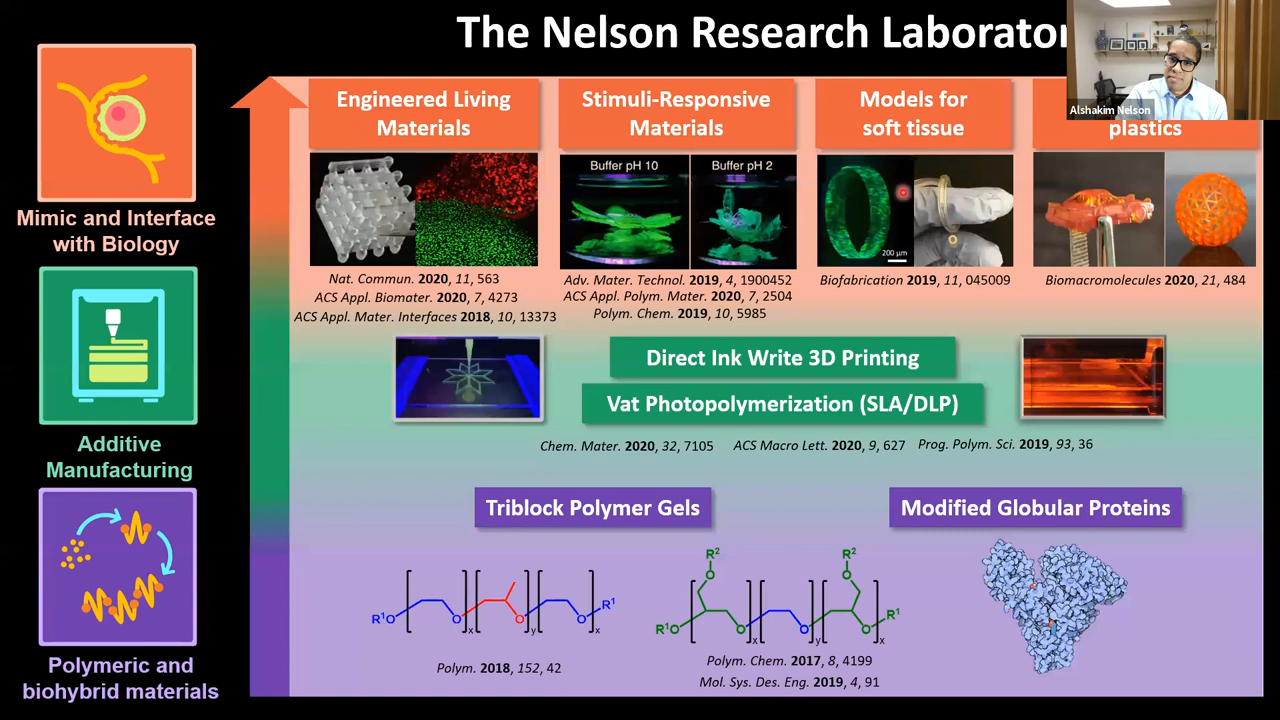 The Nelson Research Laborator
Alshakim Nelson
Engineered Living
Materials
Stimuli-Responsive
Materials
Models for
soft tissue
plastics
Buffer pH 10
Buffer pH 2
200 µm
Nat. Commun. 2020, 11, 563
ACS Appl. Biomater. 2020, 7, 4273
ACS Appl. Mater. Interfaces 2018, 10, 13373
Adv. Mater. Technol. 2019, 4, 1900452
ACS Appl. Polym. Mater. 2020, 7, 2504
Polym. Chem. 2019, 10, 5985
Biofabrication 2019, 11, 045009
Biomacromolecules 2020, 21, 484
Mimic and Interface
with Biology
Direct Ink Write 3D Printing
Vat Photopolymerization (SLA/DLP)
Chem. Mater. 2020, 32, 7105
ACS Macro Lett. 2020, 9, 627
Prog. Polym. Sci. 2019, 93, 36
Additive
Manufacturing
Triblock Polymer Gels
Modified Globular Proteins
R¹O
O
x
O
y
O
x
R¹
R²
O
R¹O
O
x
O
y
R²
O
O
x
R¹
Polym. 2018, 152, 42
Polym. Chem. 2017, 8, 4199
Mol. Sys. Des. Eng. 2019, 4, 91
Polymeric and
biohybrid materials